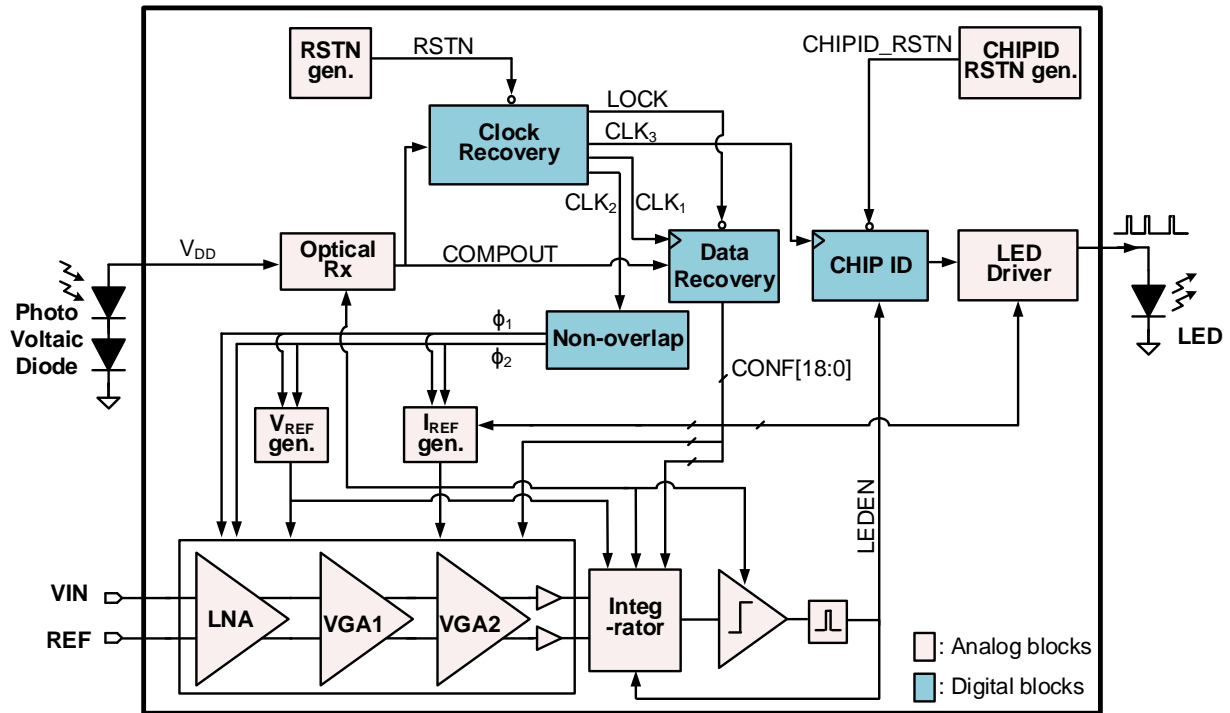 RSTN gen.
RSTN
CHIPID_RSTN
CHIPID RSTN gen.
LOCK
Clock Recovery
CLK3
CLK2
CLK1
VDD
Optical Rx
COMPOUT
Data Recovery
CHIP ID
LED Driver
Photo Voltaic Diode
LED
ϕ1
ϕ2
Non-overlap
CONF[18:0]
VREF gen.
IREF gen.
LEDEN
VIN
REF
LNA
VGA1
VGA2
Integ
-rator
: Analog blocks
: Digital blocks